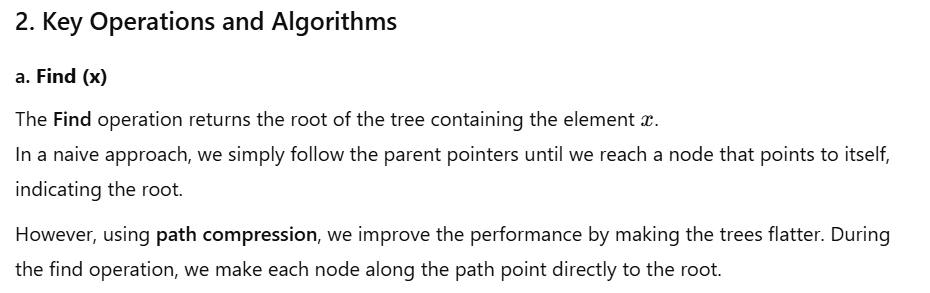 2. Key Operations and Algorithms
a. Find (x)
The Find operation returns the root of the tree containing the element x.
In a naive approach, we simply follow the parent pointers until we reach a node that points to itself,
indicating the root.
However, using path compression, we improve the performance by making the trees flatter. During
the find operation, we make each node along the path point directly to the root.